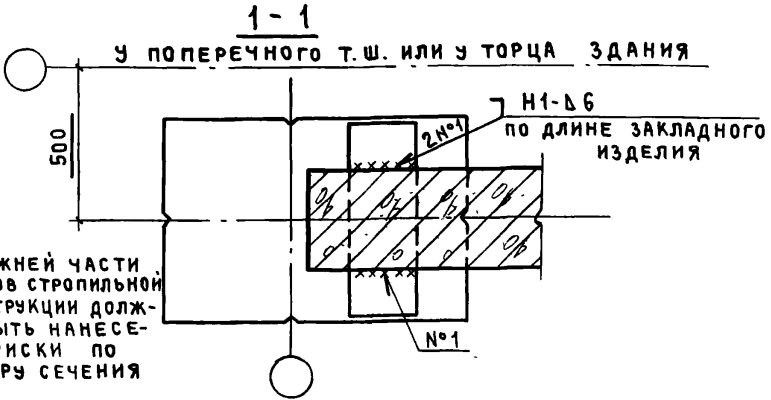 1 - 1
У ПОПЕРЕЧНОГО Т.Ш. ИЛИ У ТОРЦА ЗДАНИЯ
500
2№1
Н1-Δ6
ПО ДЛИНЕ ЗАКЛАДНОГО
ИЗДЕЛИЯ
ЖНЕЙ ЧАСТИ
ОВ СТРОПИЛЬНОЙ
ТРУКЦИИ ДОЛЖ-
ЫТЬ НАНЕСЕ-
РИСКИ ПО
РУ СЕЧЕНИЯ
№1